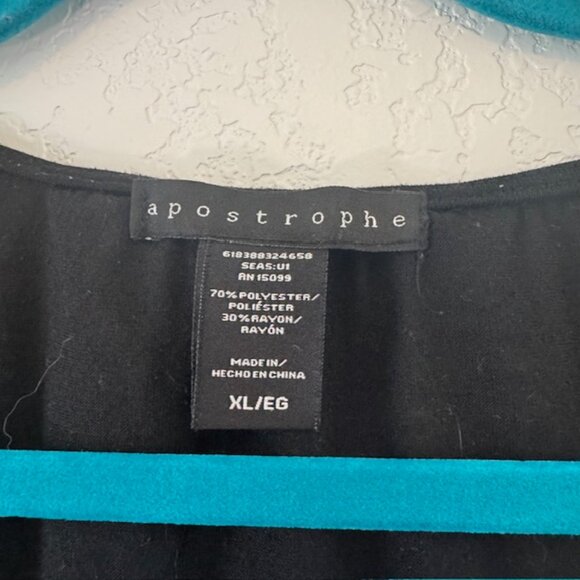 apostrophe
618388324658
SEAS:U1
RN 15099
70% POLYESTER/
POLIÉSTER
30% RAYON/
RAYÓN
MADE IN/
HECHO EN CHINA
XL/EG